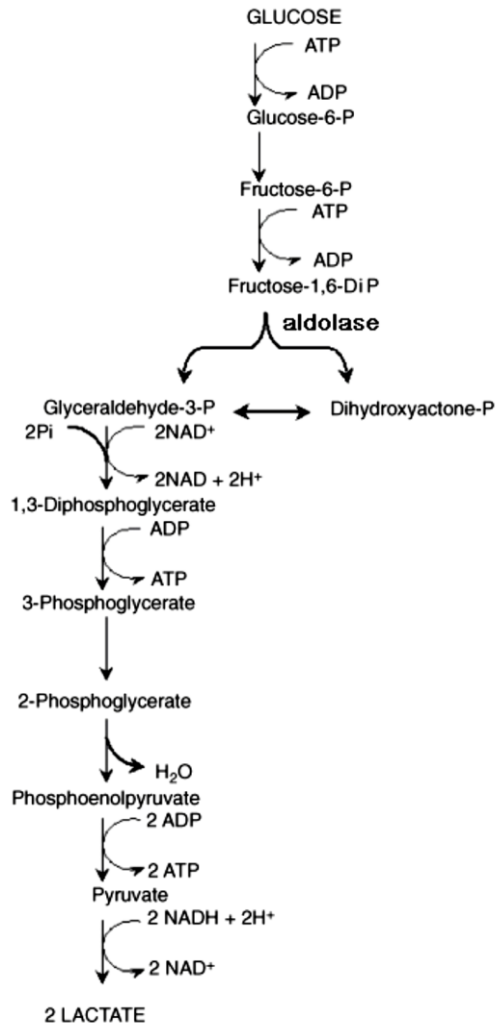 GLUCOSE
ATP
ADP
Glucose-6-P
Fructose-6-P
ATP
ADP
Fructose-1,6-DiP
aldolase
Glyceraldehyde-3-P
Dihydroxyactone-P
2Pi
2NAD⁺
2NAD + 2H⁺
1,3-Diphosphoglycerate
ADP
ATP
3-Phosphoglycerate
2-Phosphoglycerate
H₂O
Phosphoenolpyruvate
2 ADP
2 ATP
Pyruvate
2 NADH + 2H⁺
2 NAD⁺
2 LACTATE